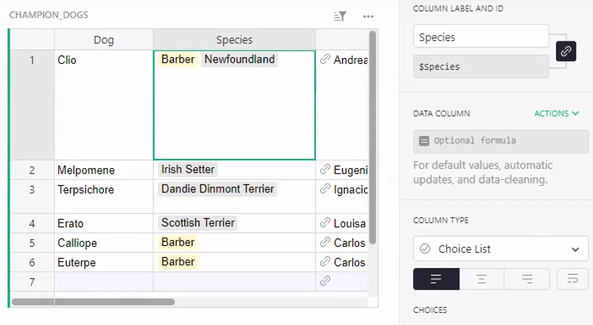 CHAMPION_DOGS
Dog Species
1 Clio Barber Newfoundland Andrea
2 Melpomene Irish Setter Eugeni
3 Terpsichore Dandie Dinmont Terrier Ignacio
4 Erato Scottish Terrier Louisa
5 Calliope Barber Carlos
6 Euterpe Barber Carlos
7
COLUMN LABEL AND ID
Species
$Species
DATA COLUMN ACTIONS
Optional formula
For default values, automatic
updates, and data-cleaning.
COLUMN TYPE
Choice List
CHOICES